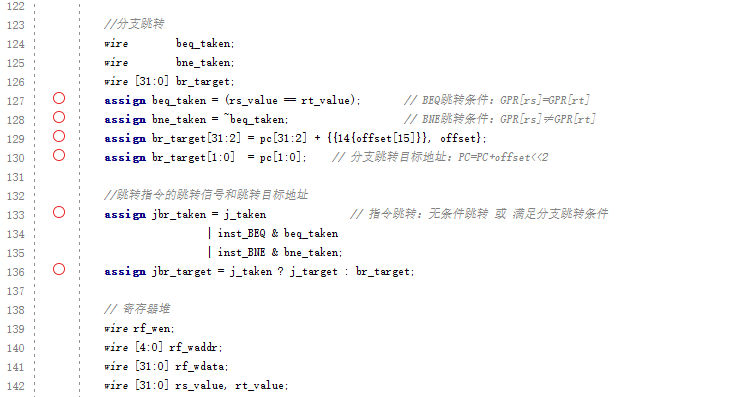 122
123 //分支跳转
124 wire beq_taken;
125 wire bne_taken;
126 wire [31:0] br_target;
127 assign beq_taken = (rs_value == rt_value); // BEQ跳转条件：GPR[rs]=GPR[rt]
128 assign bne_taken = ~beq_taken; // BNE跳转条件：GPR[rs]≠GPR[rt]
129 assign br_target[31:2] = pc[31:2] + {{14{offset[15]}}, offset};
130 assign br_target[1:0] = pc[1:0]; // 分支跳转目标地址：PC=PC+offset<<2
131
132 //跳转指令的跳转信号和跳转目标地址
133 assign jbr_taken = j_taken // 指令跳转：无条件跳转 或 满足分支跳转条件
134 | inst_BEQ & beq_taken
135 | inst_BNE & bne_taken;
136 assign jbr_target = j_taken ? j_target : br_target;
137
138 // 寄存器堆
139 wire rf_wen;
140 wire [4:0] rf_waddr;
141 wire [31:0] rf_wdata;
142 wire [31:0] rs_value, rt_value;